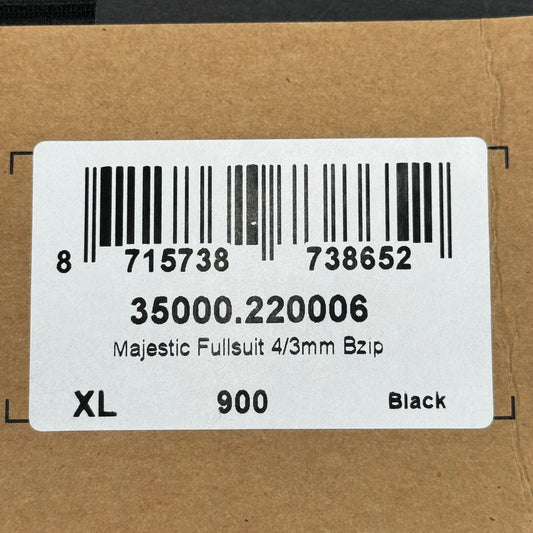 8 715738 738652
35000.220006
Majestic Fullsuit 4/3mm Bzip
XL 900 Black